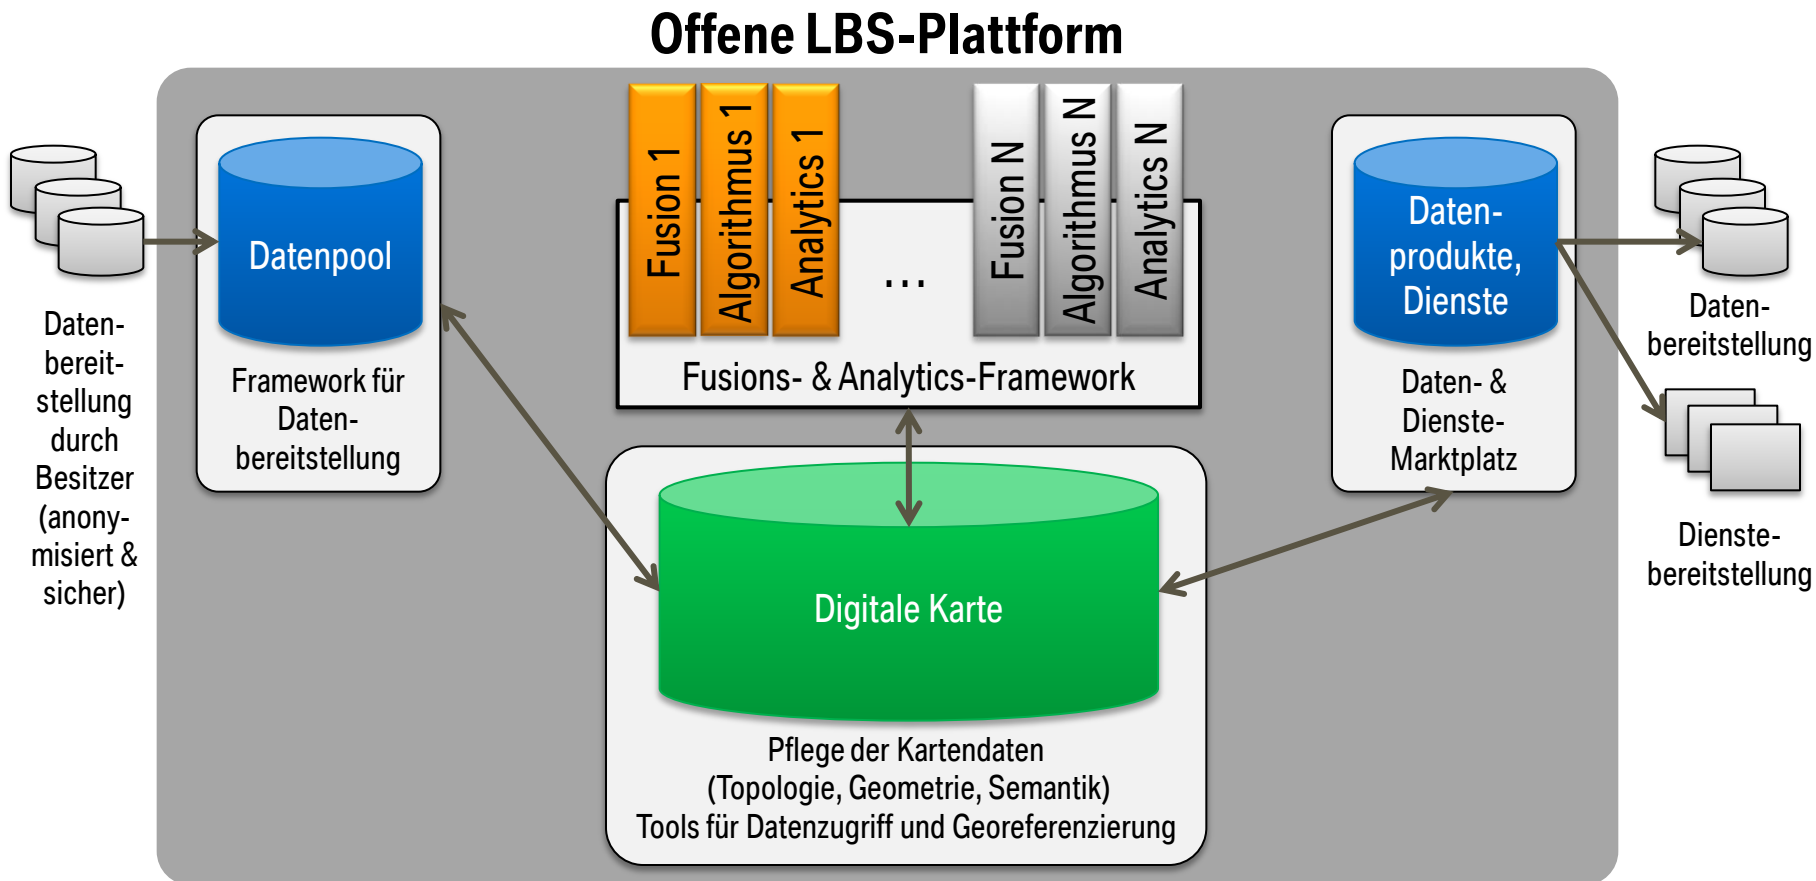 Offene LBS-Plattform
Daten-
bereit-
stellung
durch
Besitzer
(anony-
misiert &
sicher)
Datenpool
Framework für
Daten-
bereitstellung
Fusion 1
Algorithmus 1
Analytics 1
...
Fusion N
Algorithmus N
Analytics N
Fusions- & Analytics-Framework
Digitale Karte
Pflege der Kartendaten
(Topologie, Geometrie, Semantik)
Tools für Datenzugriff und Georeferenzierung
Daten-
produkte,
Dienste
Daten- &
Dienste-
Marktplatz
Daten-
bereitstellung
Dienste-
bereitstellung